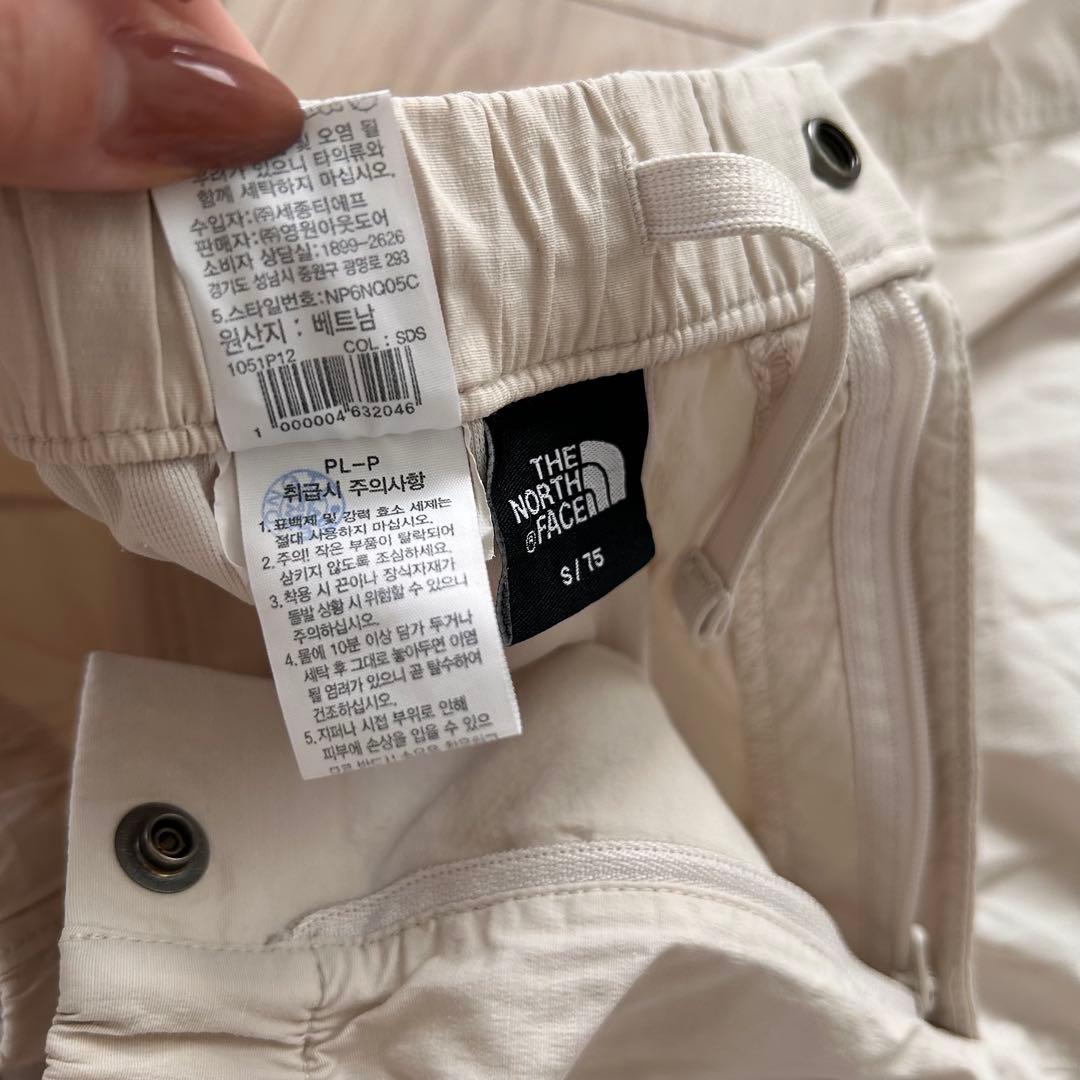 및 오염 될
우려가 있으니 타의류와
함께 세탁하지 마십시오.
수입자:㈜세종티에프
판매자:㈜영원아웃도어
소비자 상담실:1899-2626
경기도 성남시 중원구 광명로 293
5.스타일번호:NP6NQ05C
원산지 : 베트남
1051P12 COL : SDS
1 000004 632046
PL-P
취급시 주의사항
1.표백제 및 강력 효소 세제는
절대 사용하지 마십시오.
2.주의! 작은 부품이 탈락되어
삼키지 않도록 조심하세요.
3.착용 시 끈이나 장식자재가
돌발 상황 시 위험할 수 있으니
주의하십시오.
4.물에 10분 이상 담가 두거나
세탁 후 그대로 놓아두면 이염
될 염려가 있으니 곧 탈수하여
건조하십시오.
5.지퍼나 시접 부위로 인해
피부에 손상을 입을 수 있으
THE
NORTH
®FACE
S/75